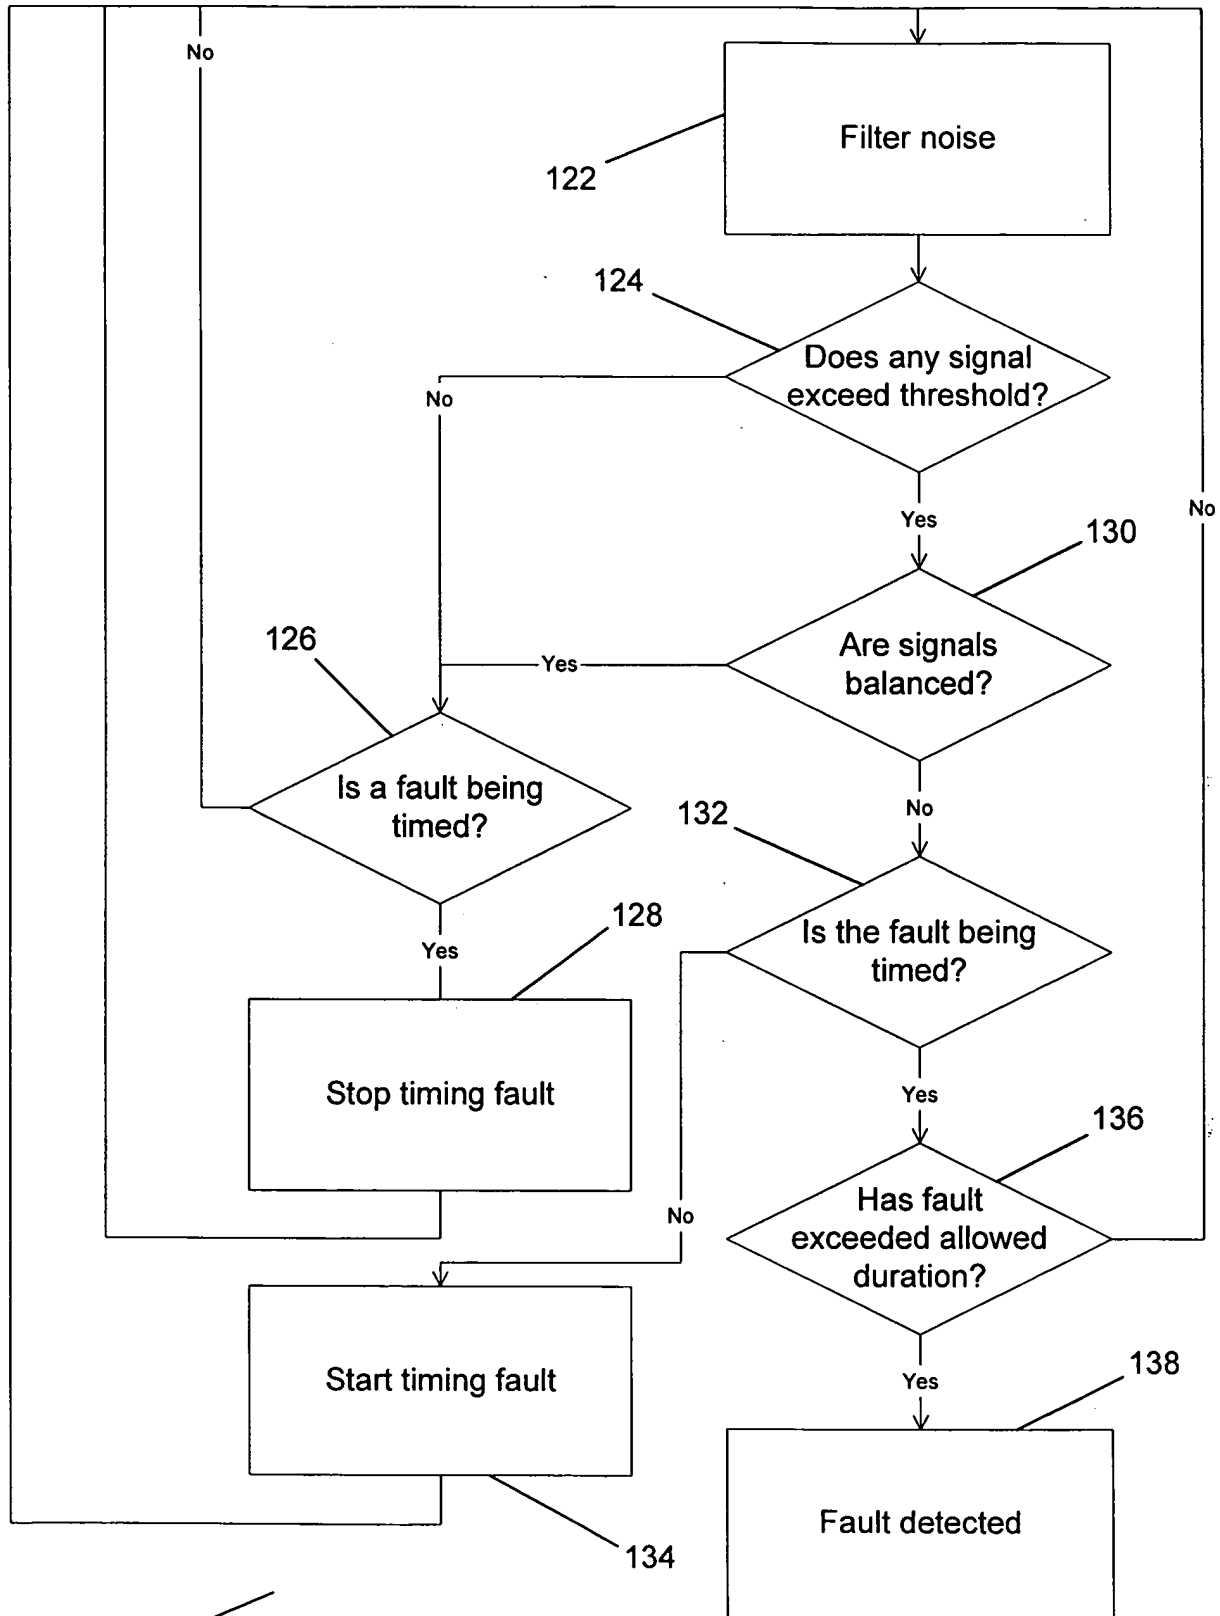 No
Filter noise
122
124
Does any signal
exceed threshold?
No
Yes
No
130
Are signals
balanced?
Yes
126
Is a fault being
timed?
No
132
Is the fault being
timed?
Yes
128
Yes
Stop timing fault
136
Has fault
exceeded allowed
duration?
No
Start timing fault
Yes
138
Fault detected
134